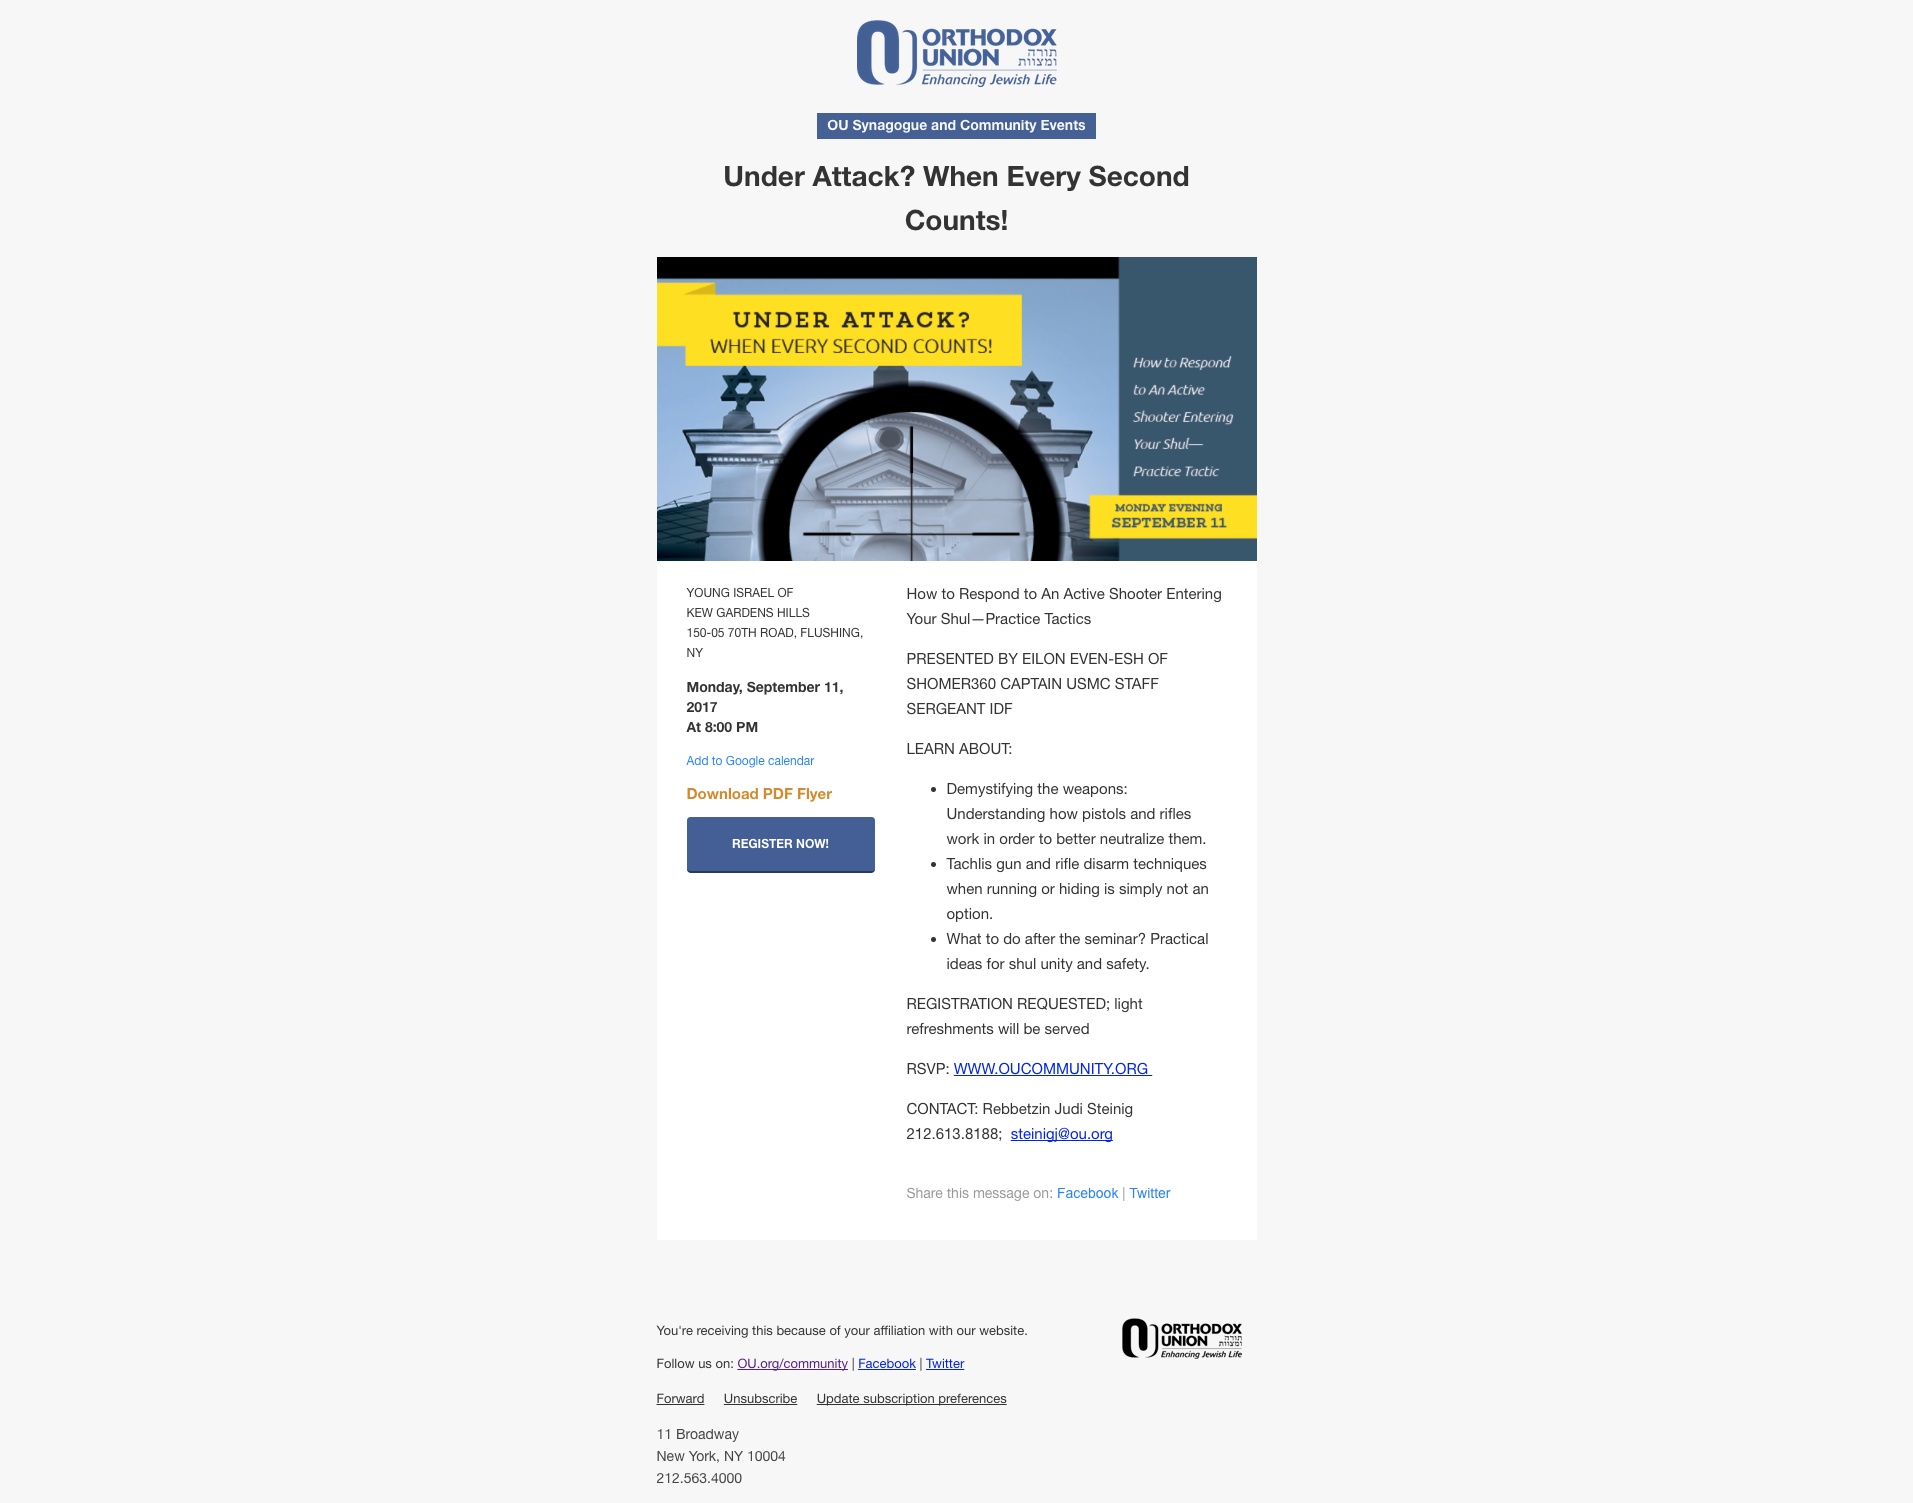 ORTHODOX
UNION תורה
ומצוות
Enhancing Jewish Life
OU Synagogue and Community Events
Under Attack? When Every Second
Counts!
UNDER ATTACK?
WHEN EVERY SECOND COUNTS!
How to Respond
to An Active
Shooter Entering
Your Shul—
Practice Tactic
MONDAY EVENING
SEPTEMBER 11
YOUNG ISRAEL OF
KEW GARDENS HILLS
150-05 70TH ROAD, FLUSHING,
NY
Monday, September 11,
2017
At 8:00 PM
Add to Google calendar
Download PDF Flyer
REGISTER NOW!
How to Respond to An Active Shooter Entering
Your Shul—Practice Tactics
PRESENTED BY EILON EVEN-ESH OF
SHOMER360 CAPTAIN USMC STAFF
SERGEANT IDF
LEARN ABOUT:
• Demystifying the weapons:
Understanding how pistols and rifles
work in order to better neutralize them.
• Tachlis gun and rifle disarm techniques
when running or hiding is simply not an
option.
• What to do after the seminar? Practical
ideas for shul unity and safety.
REGISTRATION REQUESTED; light
refreshments will be served
RSVP: WWW.OUCOMMUNITY.ORG
CONTACT: Rebbetzin Judi Steinig
212.613.8188; steinigj@ou.org
Share this message on: Facebook | Twitter
You're receiving this because of your affiliation with our website.
Follow us on: OU.org/community | Facebook | Twitter
Forward Unsubscribe Update subscription preferences
11 Broadway
New York, NY 10004
212.563.4000
ORTHODOX
UNION תורה
ומצוות
Enhancing Jewish Life